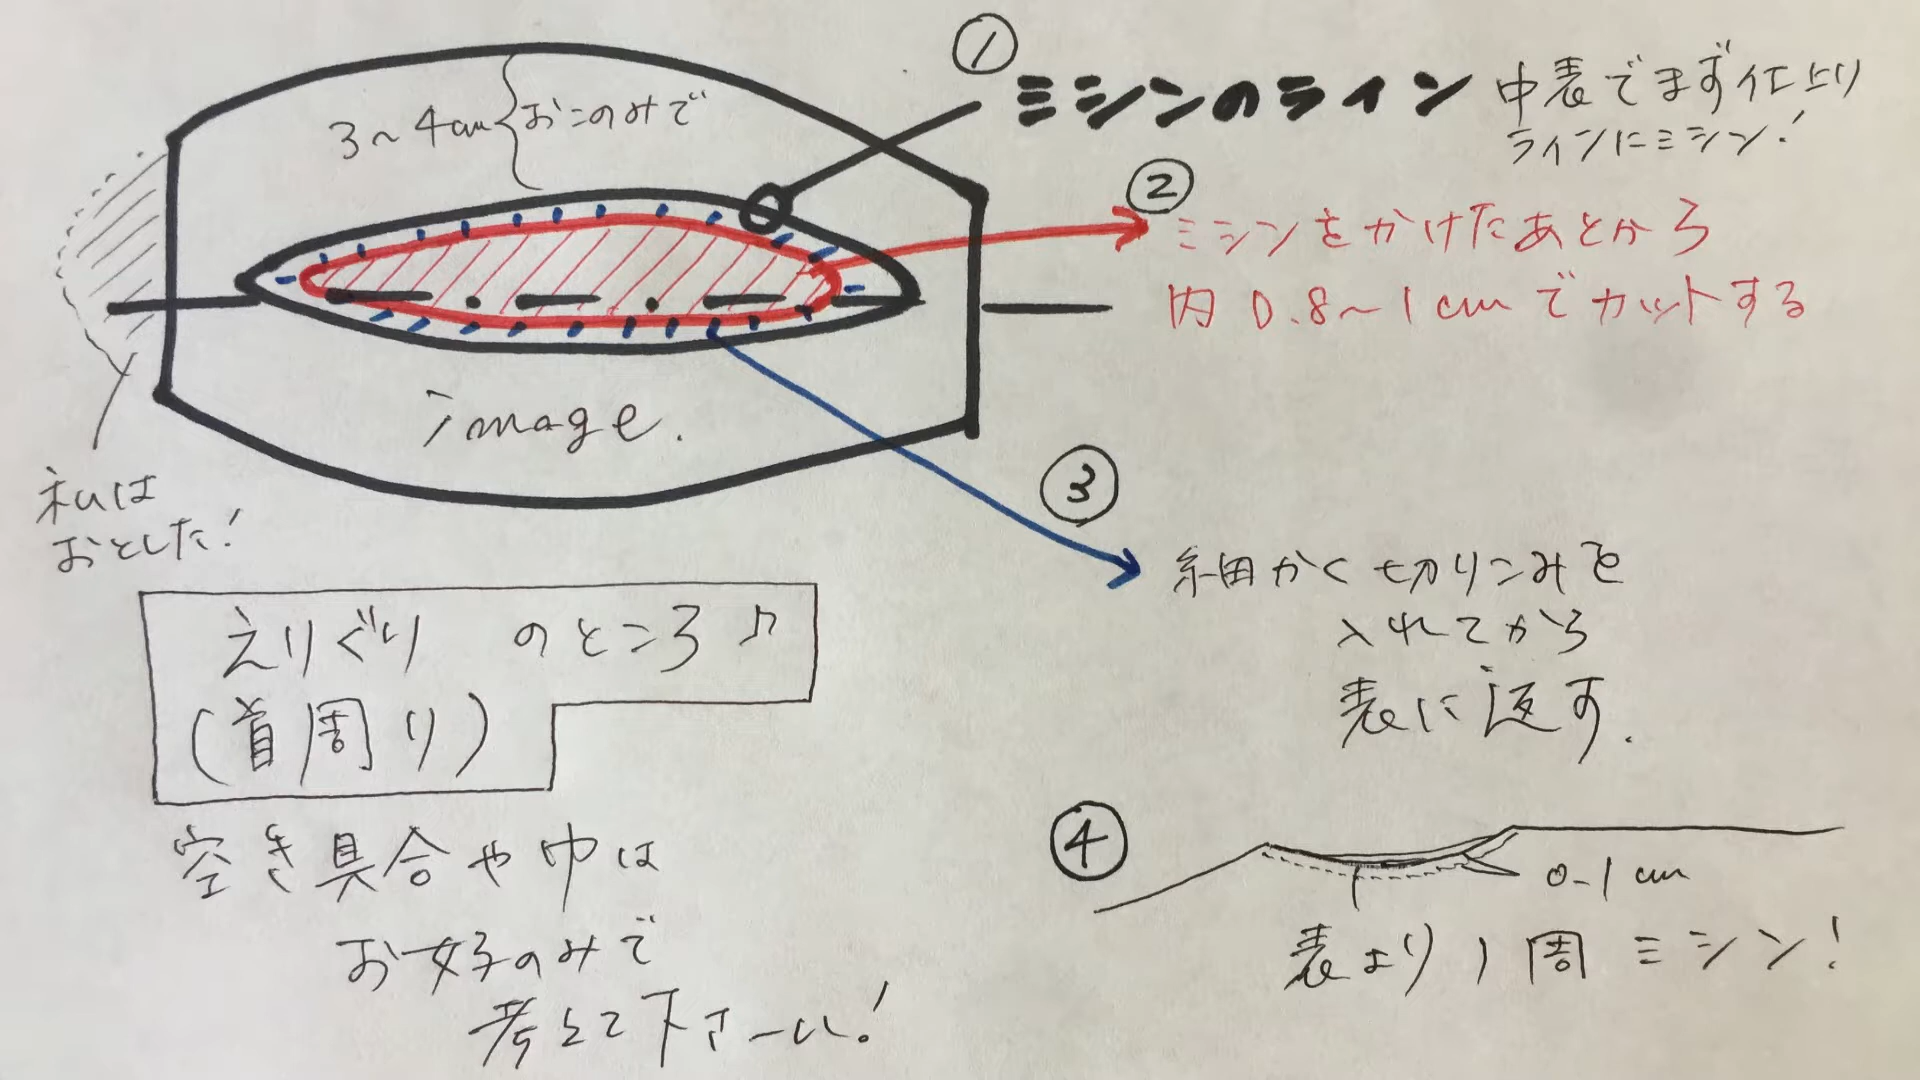 ① ミシンのライン 中表でまず仕上り
ラインにミシン!
3~4cm おこのみで
② ミシンをかけたあとから
内0.8~1cmでカットする
image.
私は
おとした!
③ 細かく切りこみを
入れてから
表に返す.
えりぐり のところ♪
(首周り)
空き具合や巾は
お好のみで
考えて下さーい!
④ 0.1cm
表より1周ミシン!